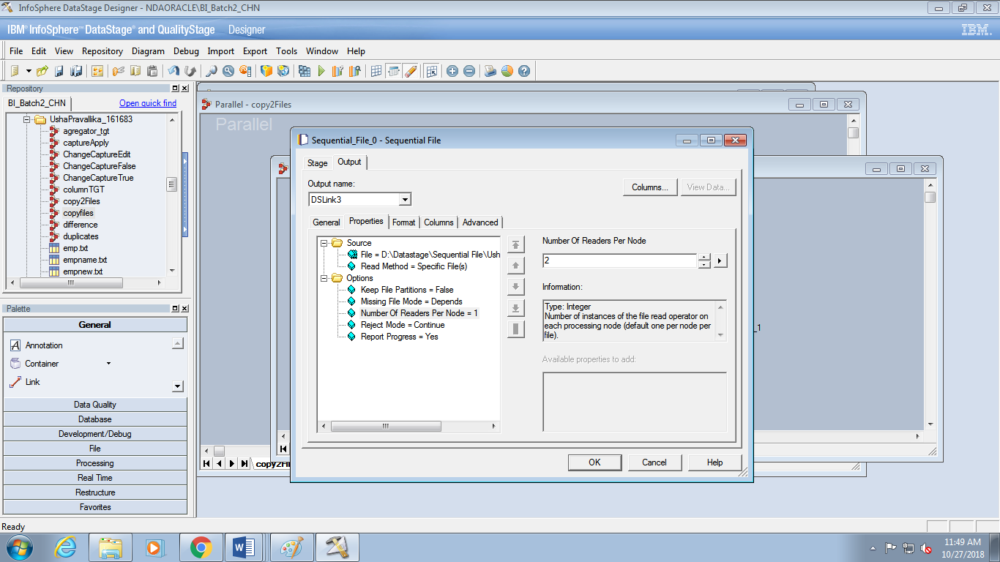 InfoSphere DataStage Designer - NDAORACLE\BI_Batch2_CHN
IBM® InfoSphere™ DataStage® and QualityStage Designer
IBM.
File Edit View Repository Diagram Debug Import Export Tools Window Help
Repository
BI_Batch2_CHN
Open quick find
UshaPravallika_161683
agregator_tgt
captureApply
ChangeCaptureEdit
ChangeCaptureFalse
ChangeCaptureTrue
columnTGT
copy2Files
copyfiles
difference
duplicates
emp.txt
empname.txt
empnew.txt
Palette
General
Annotation
Container
Link
Data Quality
Database
Development/Debug
File
Processing
Real Time
Restructure
Favorites
Parallel - copy2Files
Parallel
copy2Fil
_1
Sequential_File_0 - Sequential File
Stage Output
Output name:
DSLink3
Columns... View Data...
General Properties Format Columns Advanced
Source
File = D:\Datastage\Sequential File\Ush
Read Method = Specific File(s)
Options
Keep File Partitions = False
Missing File Mode = Depends
Number Of Readers Per Node = 1
Reject Mode = Continue
Report Progress = Yes
Number Of Readers Per Node
2
Information:
Type: Integer
Number of instances of the file read operator on
each processing node (default one per node per
file).
Available properties to add:
OK Cancel Help
Ready
11:49 AM
10/27/2018